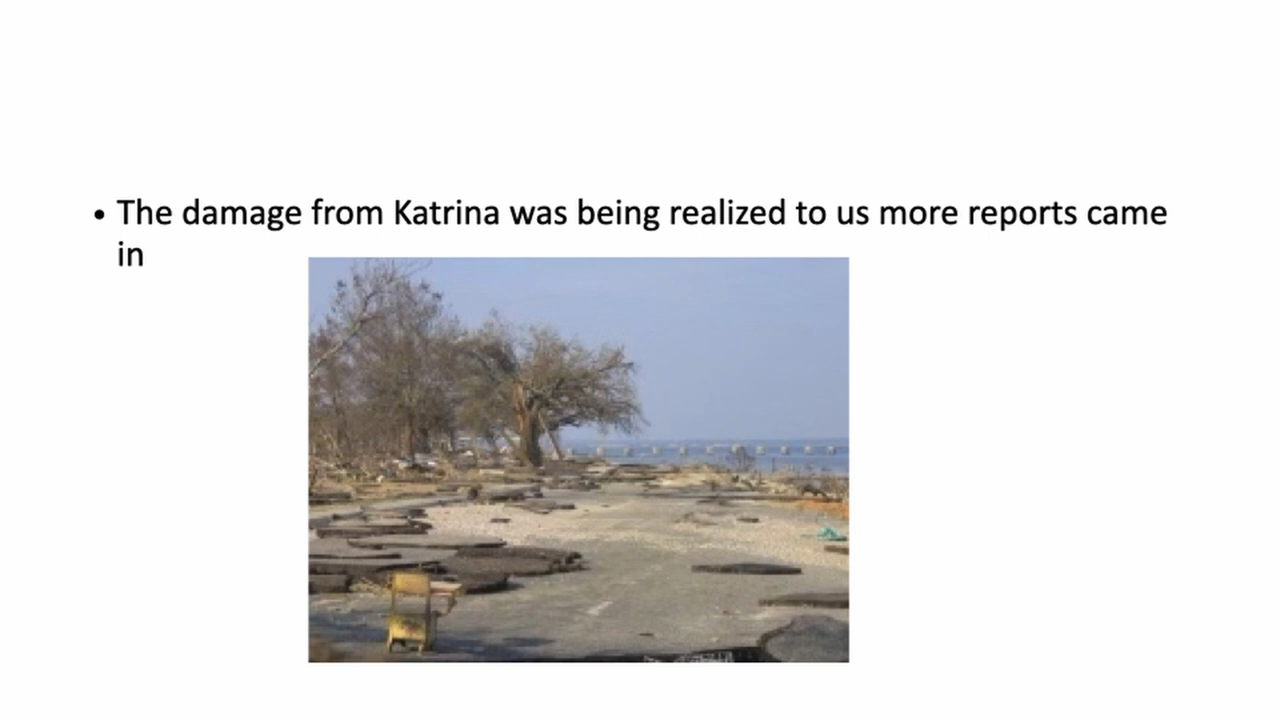 • The damage from Katrina was being realized to us more reports came
in